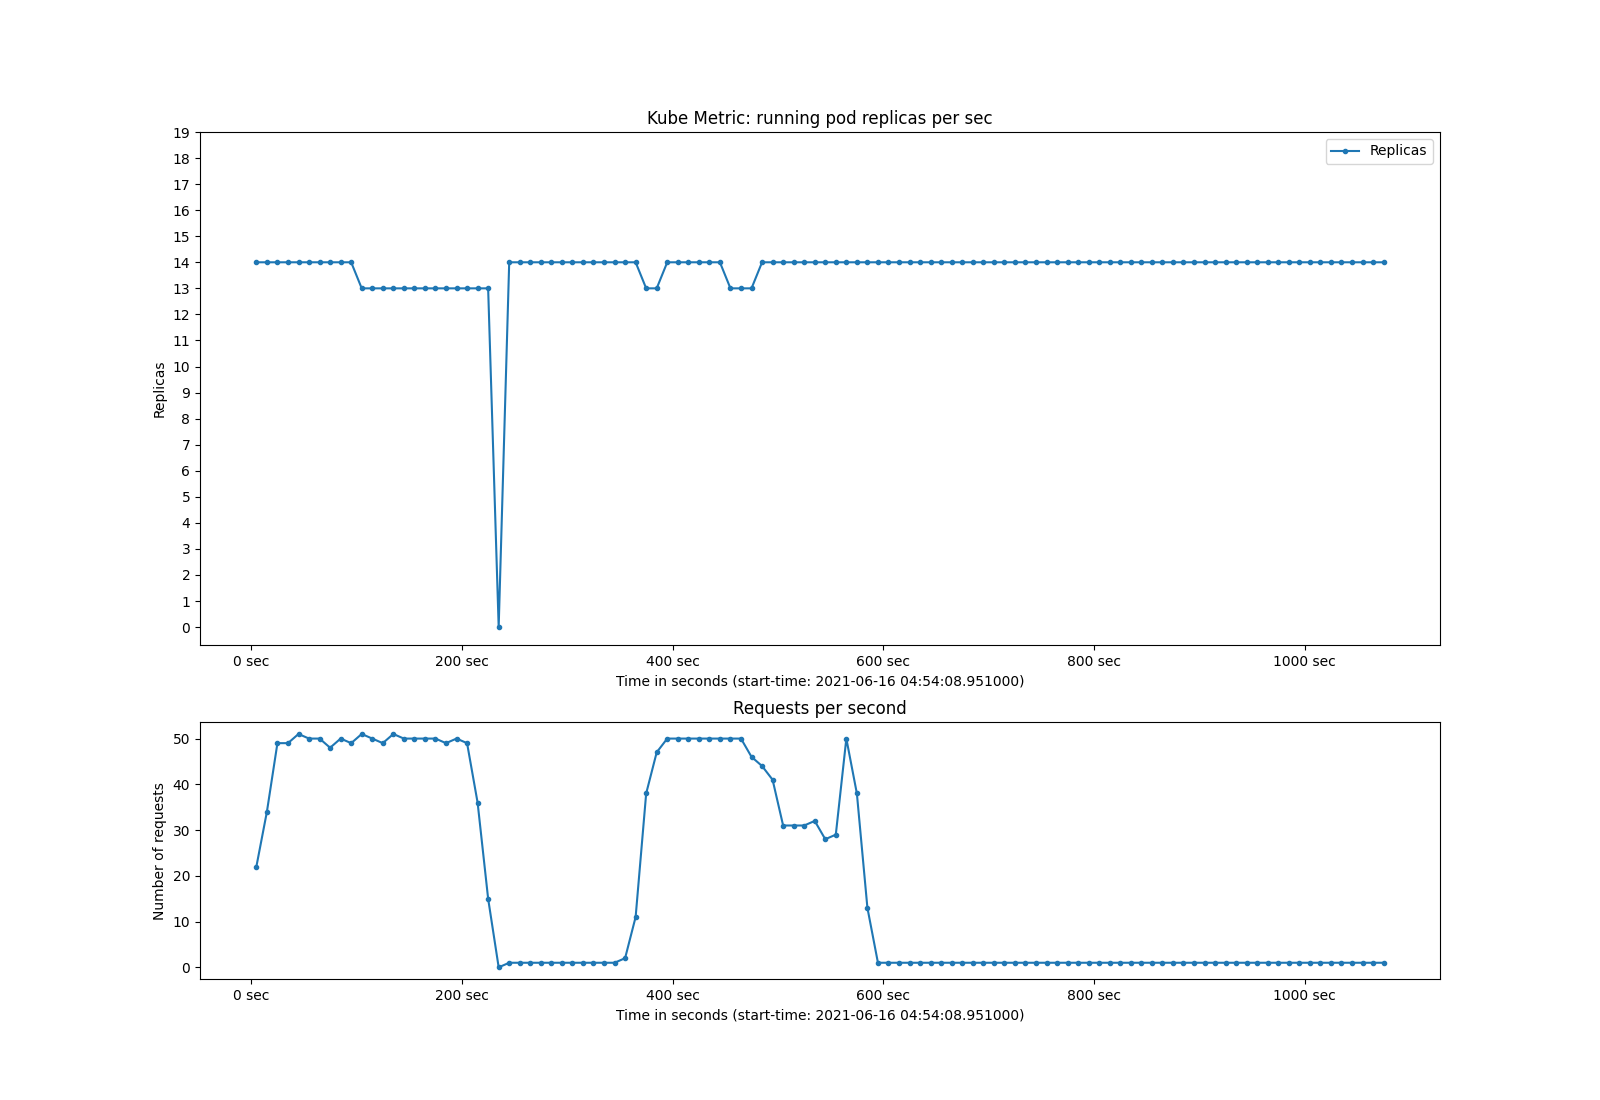 Kube Metric: running pod replicas per sec
Replicas
19
18
17
16
15
14
13
12
11
10
9
8
7
6
5
4
3
2
1
0
Replicas
0 sec 200 sec 400 sec 600 sec 800 sec 1000 sec
Time in seconds (start-time: 2021-06-16 04:54:08.951000)
Requests per second
50
40
30
20
10
0
Number of requests
0 sec 200 sec 400 sec 600 sec 800 sec 1000 sec
Time in seconds (start-time: 2021-06-16 04:54:08.951000)